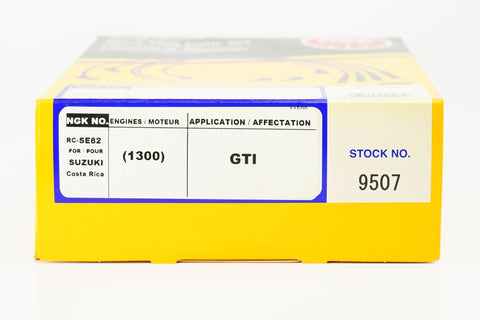 NGK NO.
ENGINES / MOTEUR
APPLICATION / AFFECTATION
RC-SE82
FOR / POUR
SUZUKI
Costa Rica
(1300)
GTI
STOCK NO.
9507